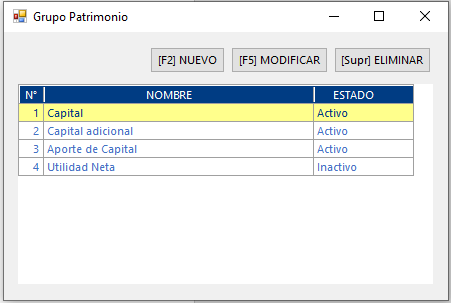 Grupo Patrimonio
[F2] NUEVO [F5] MODIFICAR [Supr] ELIMINAR
N° NOMBRE ESTADO
1 Capital Activo
2 Capital adicional Activo
3 Aporte de Capital Activo
4 Utilidad Neta Inactivo